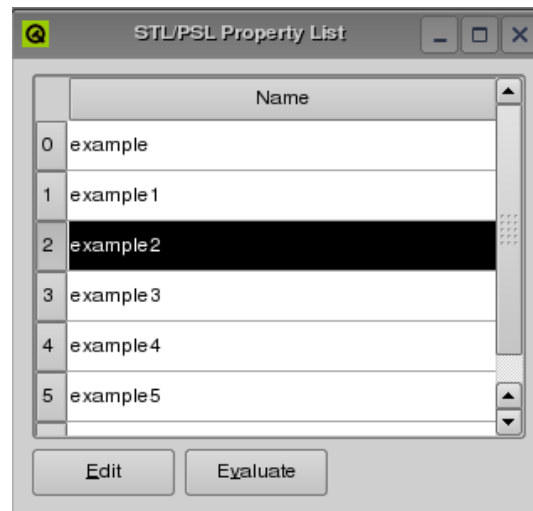 STL/PSL Property List
Name
0 example
1 example1
2 example2
3 example3
4 example4
5 example5
Edit Evaluate